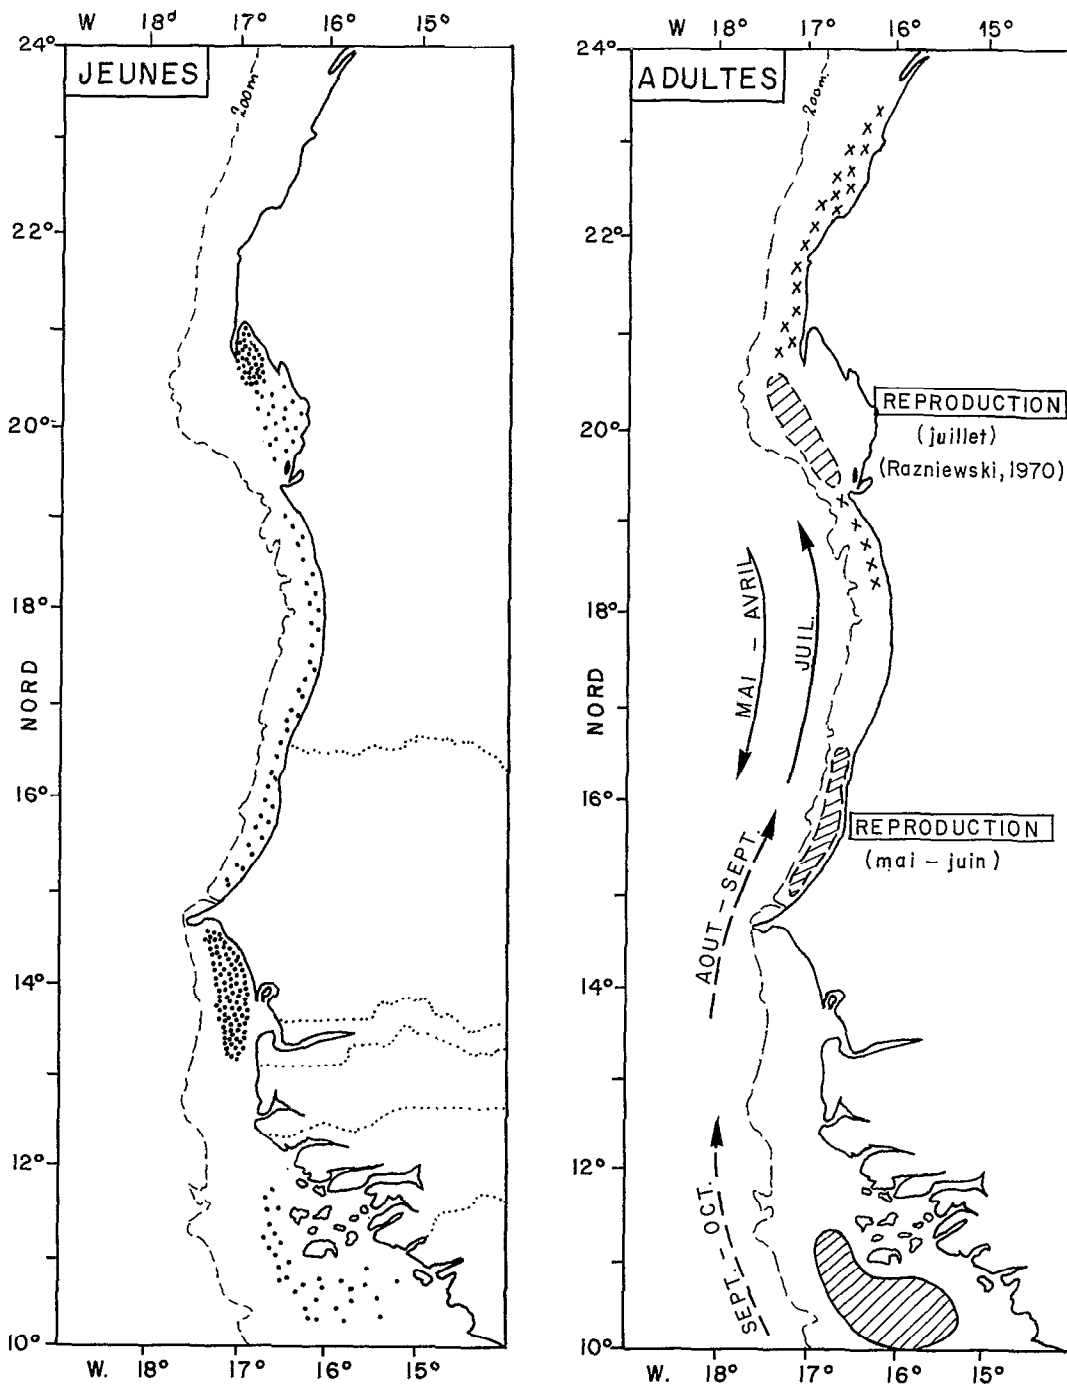 W 18ᵈ 17° 16° 15°
24°
JEUNES
200m
22°
20°
18°
NORD
16°
14°
12°
10°
W. 18° 17° 16° 15°
W 18° 17° 16° 15°
24°
ADULTES
200m.
22°
REPRODUCTION
20°
(juillet)
(Razniewski, 1970)
MAI - AVRIL
JUIL.
18°
NORD
16°
REPRODUCTION
(mai - juin)
AOUT - SEPT.
14°
12°
SEPT. - OCT.
10°
W. 18° 17° 16° 15°